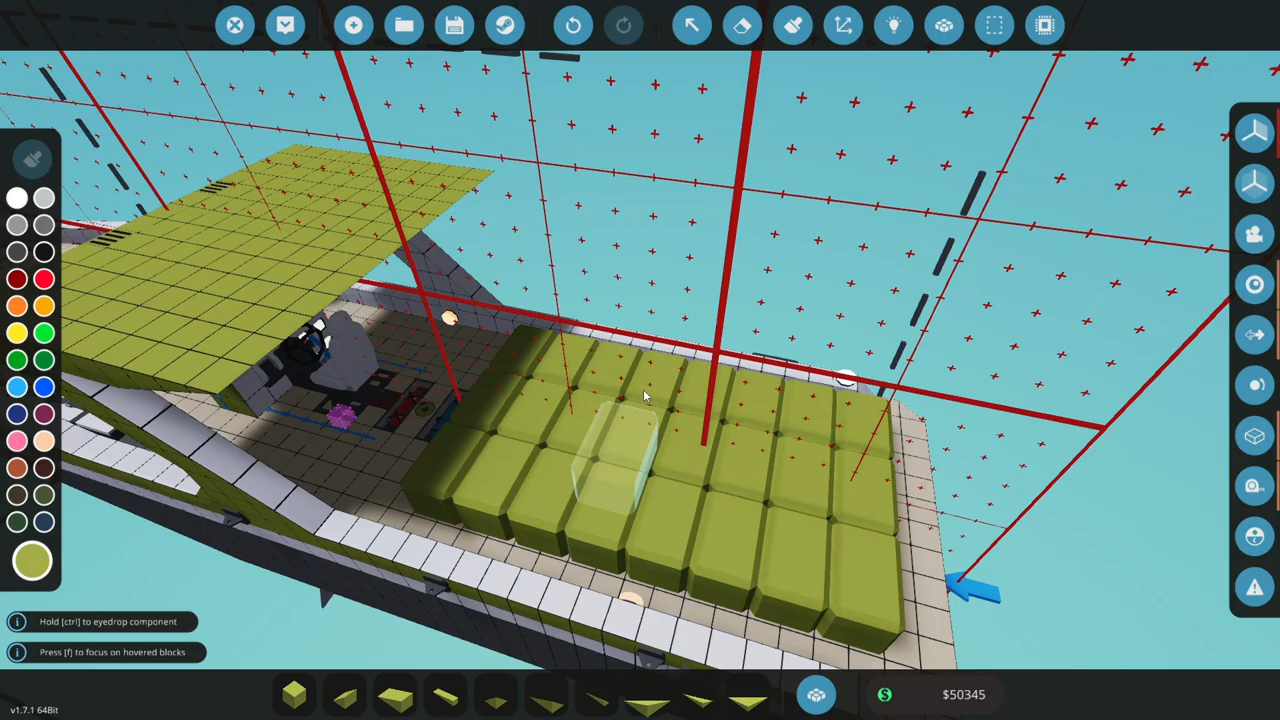 Hold [ctrl] to eyedrop component
Press [f] to focus on hovered blocks
$50345
v1.7.1 64Bit